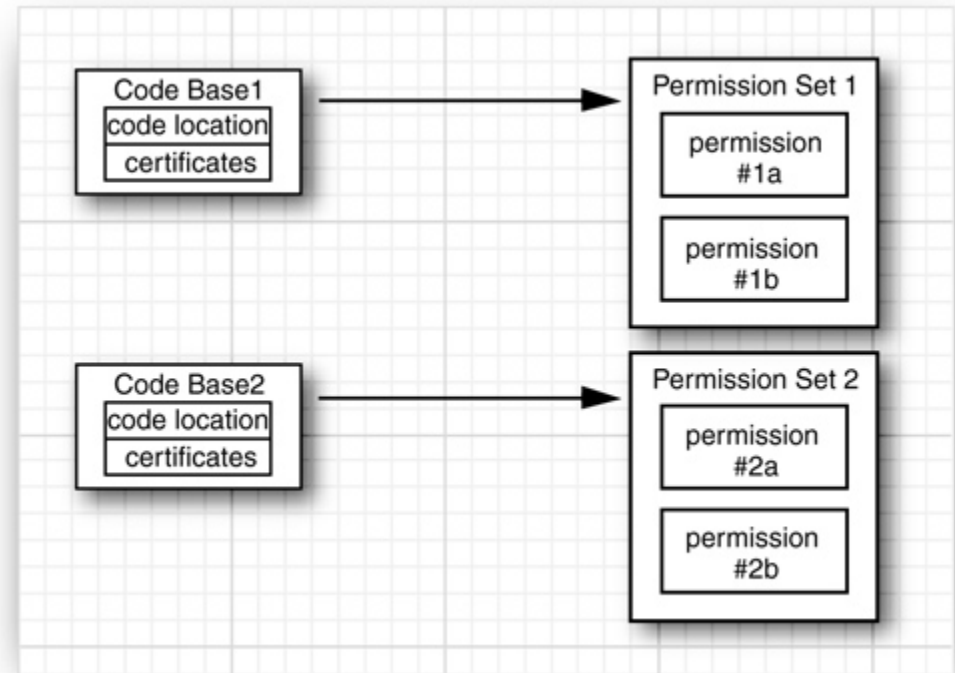 Code Base1
code location
certificates
Permission Set 1
permission
#1a
permission
#1b
Code Base2
code location
certificates
Permission Set 2
permission
#2a
permission
#2b